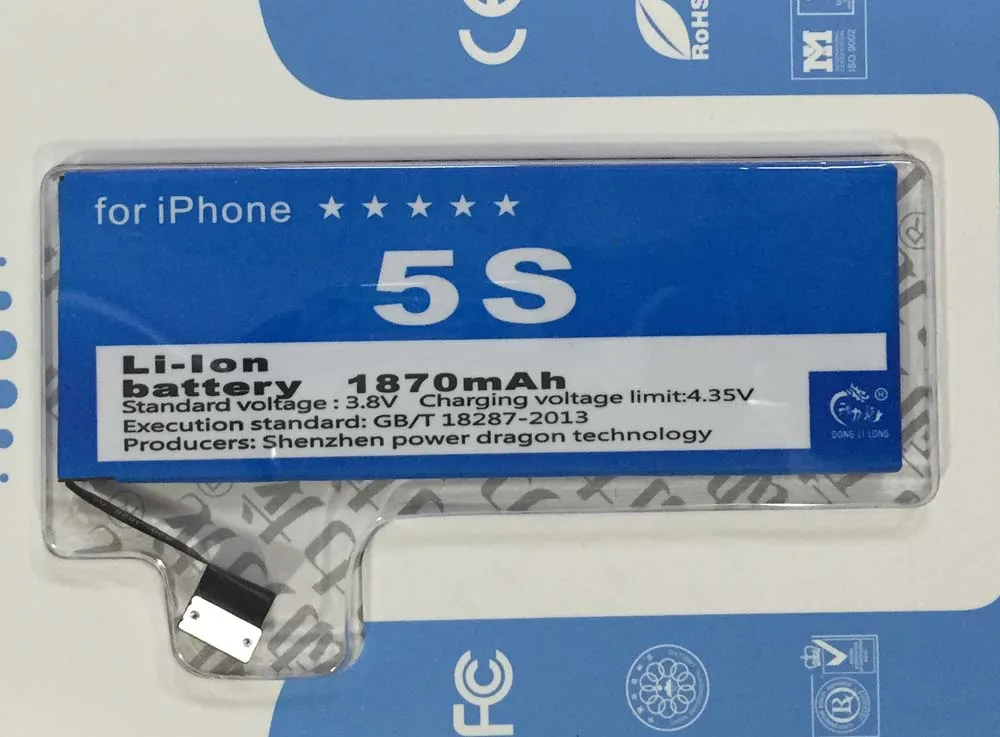 CE
RoHS
ISO 9002
for iPhone ★★★★★
5S
Li-Ion
battery 1870mAh
Standard voltage : 3.8V Charging voltage limit:4.35V
Execution standard: GB/T 18287-2013
Producers: Shenzhen power dragon technology
®
DONG LI LONG
FC